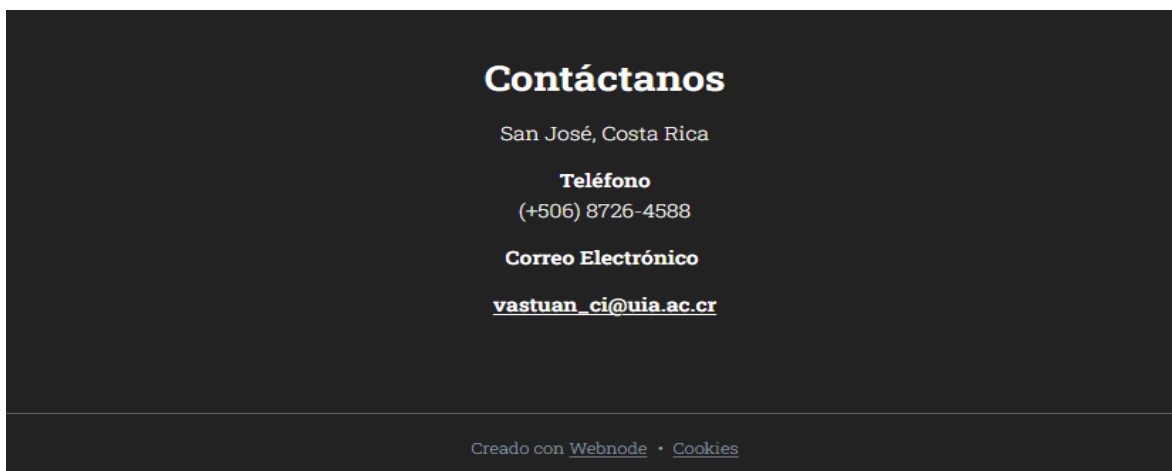 Contáctanos
San José, Costa Rica
Teléfono
(+506) 8726-4588
Correo Electrónico
vastuan_ci@uia.ac.cr
Creado con Webnode • Cookies